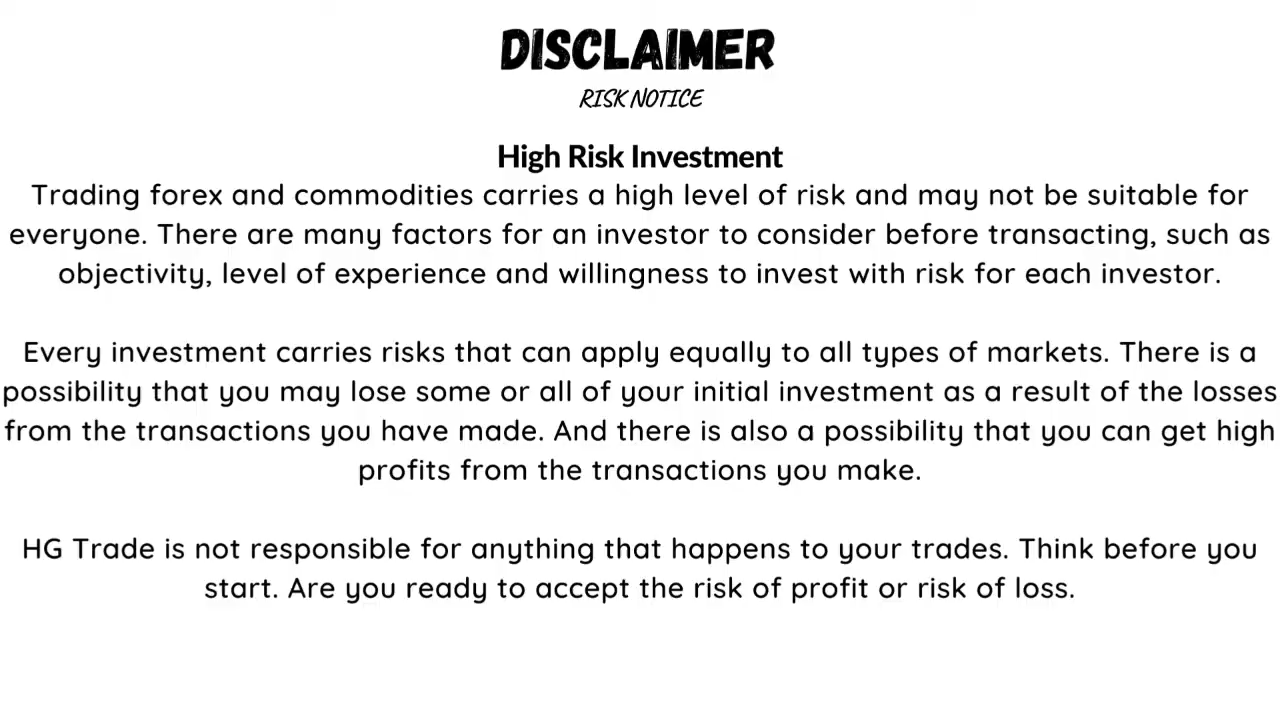 DISCLAIMER
RISK NOTICE
High Risk Investment
Trading forex and commodities carries a high level of risk and may not be suitable for
everyone. There are many factors for an investor to consider before transacting, such as
objectivity, level of experience and willingness to invest with risk for each investor.
Every investment carries risks that can apply equally to all types of markets. There is a
possibility that you may lose some or all of your initial investment as a result of the losses
from the transactions you have made. And there is also a possibility that you can get high
profits from the transactions you make.
HG Trade is not responsible for anything that happens to your trades. Think before you
start. Are you ready to accept the risk of profit or risk of loss.